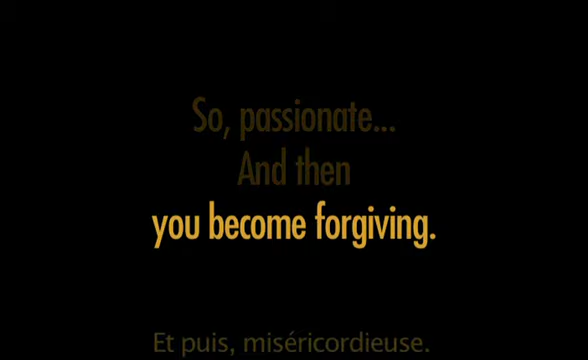 So, passionate...
And then
you become forgiving.
Et puis, miséricordieuse.